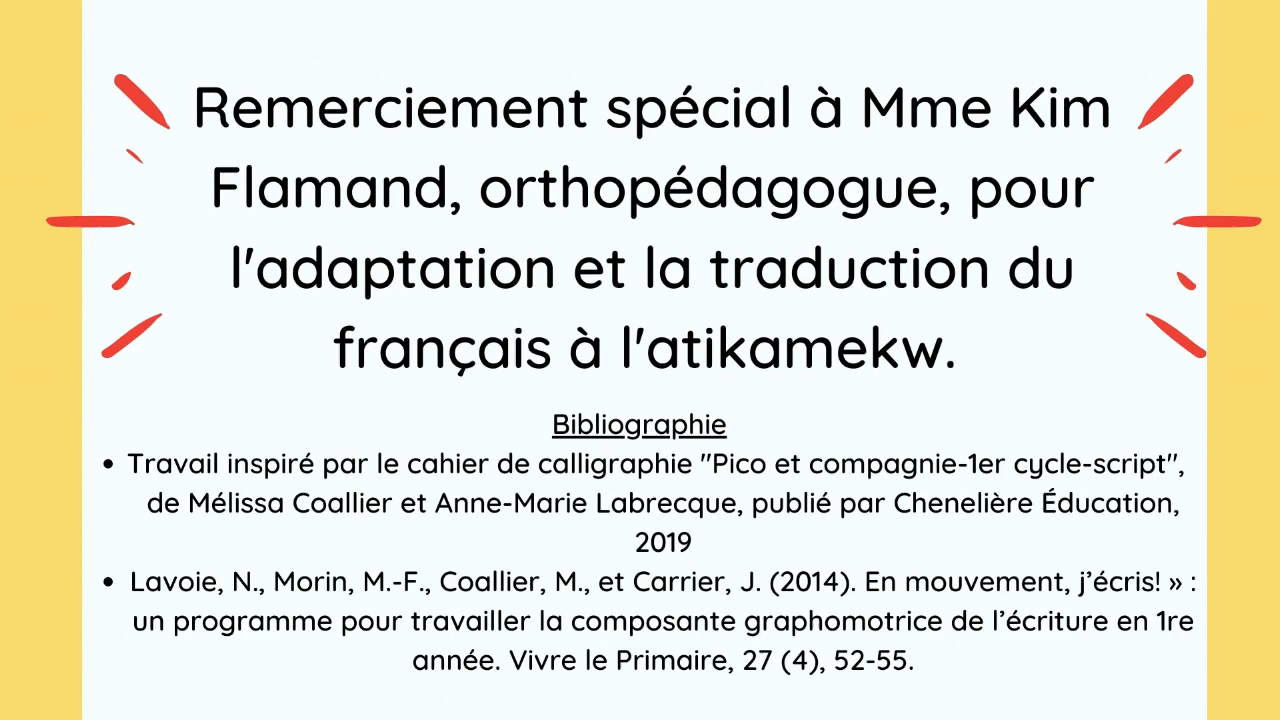 Remerciement spécial à Mme Kim
Flamand, orthopédagogue, pour
l'adaptation et la traduction du
français à l'atikamekw.
Bibliographie
• Travail inspiré par le cahier de calligraphie "Pico et compagnie-1er cycle-script",
de Mélissa Coallier et Anne-Marie Labrecque, publié par Chenelière Éducation,
2019
• Lavoie, N., Morin, M.-F., Coallier, M., et Carrier, J. (2014). En mouvement, j’écris! » :
un programme pour travailler la composante graphomotrice de l’écriture en 1re
année. Vivre le Primaire, 27 (4), 52-55.